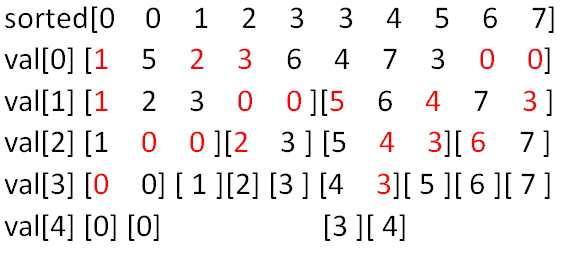 sorted[0 0 1 2 3 3 4 5 6 7]
val[0] [1 5 2 3 6 4 7 3 0 0]
val[1] [1 2 3 0 0 ][5 6 4 7 3 ]
val[2] [1 0 0 ][2 3 ] [5 4 3][ 6 7 ]
val[3] [0 0] [ 1 ][2] [3 ] [4 3][ 5 ][ 6 ][ 7 ]
val[4] [0] [0] [3 ][ 4]